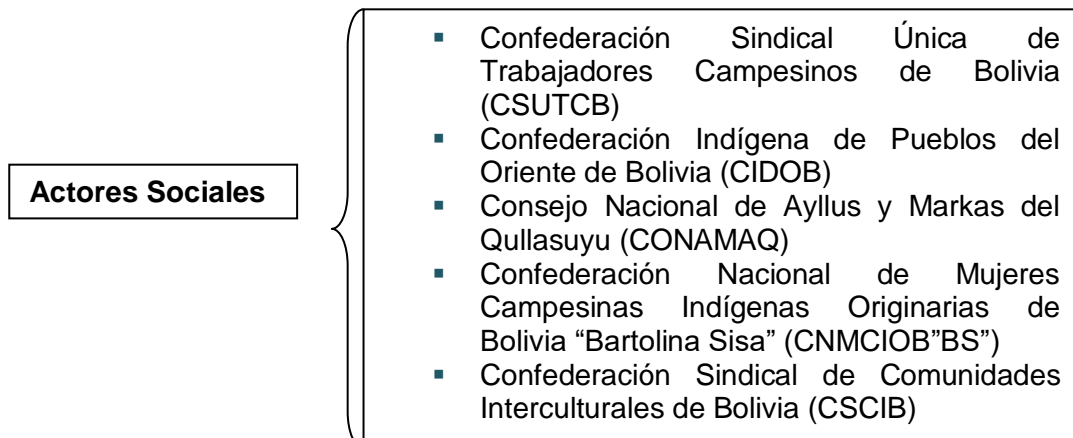 Actores Sociales
▪ Confederación Sindical Única de
Trabajadores Campesinos de Bolivia
(CSUTCB)
▪ Confederación Indígena de Pueblos del
Oriente de Bolivia (CIDOB)
▪ Consejo Nacional de Ayllus y Markas del
Qullasuyu (CONAMAQ)
▪ Confederación Nacional de Mujeres
Campesinas Indígenas Originarias de
Bolivia “Bartolina Sisa” (CNMCIOB”BS”)
▪ Confederación Sindical de Comunidades
Interculturales de Bolivia (CSCIB)